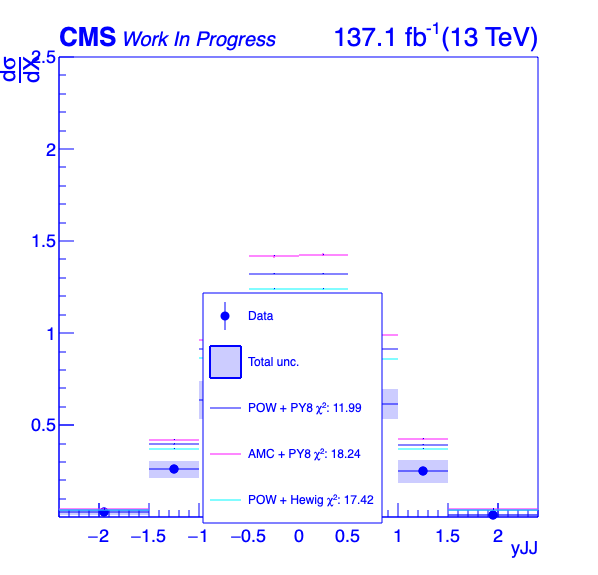 CMS Work In Progress
137.1 fb-1(13 TeV)
dσ
dX
2.5
2
1.5
1
0.5
Data
Total unc.
POW + PY8 χ²: 11.99
AMC + PY8 χ²: 18.24
POW + Hewig χ²: 17.42
−2 −1.5 −1 −0.5 0 0.5 1 1.5 2
yJJ